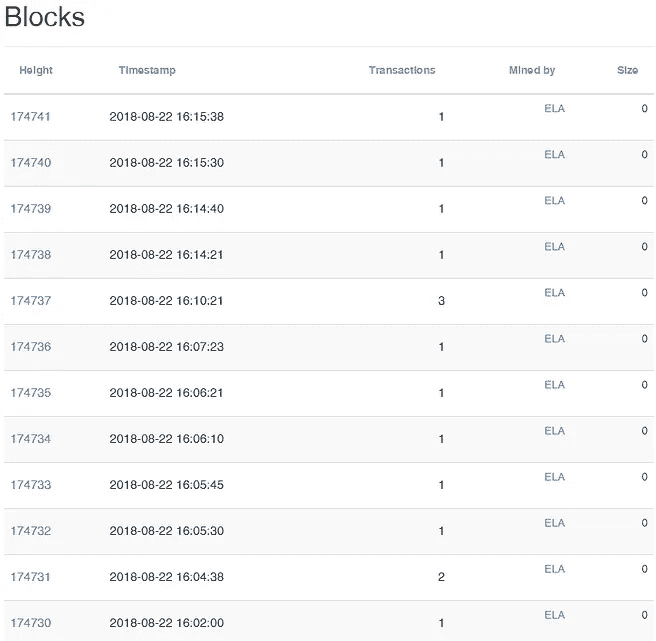 Blocks
Height Timestamp Transactions Mined by Size
174741 2018-08-22 16:15:38 1 ELA 0
174740 2018-08-22 16:15:30 1 ELA 0
174739 2018-08-22 16:14:40 1 ELA 0
174738 2018-08-22 16:14:21 1 ELA 0
174737 2018-08-22 16:10:21 3 ELA 0
174736 2018-08-22 16:07:23 1 ELA 0
174735 2018-08-22 16:06:21 1 ELA 0
174734 2018-08-22 16:06:10 1 ELA 0
174733 2018-08-22 16:05:45 1 ELA 0
174732 2018-08-22 16:05:30 1 ELA 0
174731 2018-08-22 16:04:38 2 ELA 0
174730 2018-08-22 16:02:00 1 ELA 0